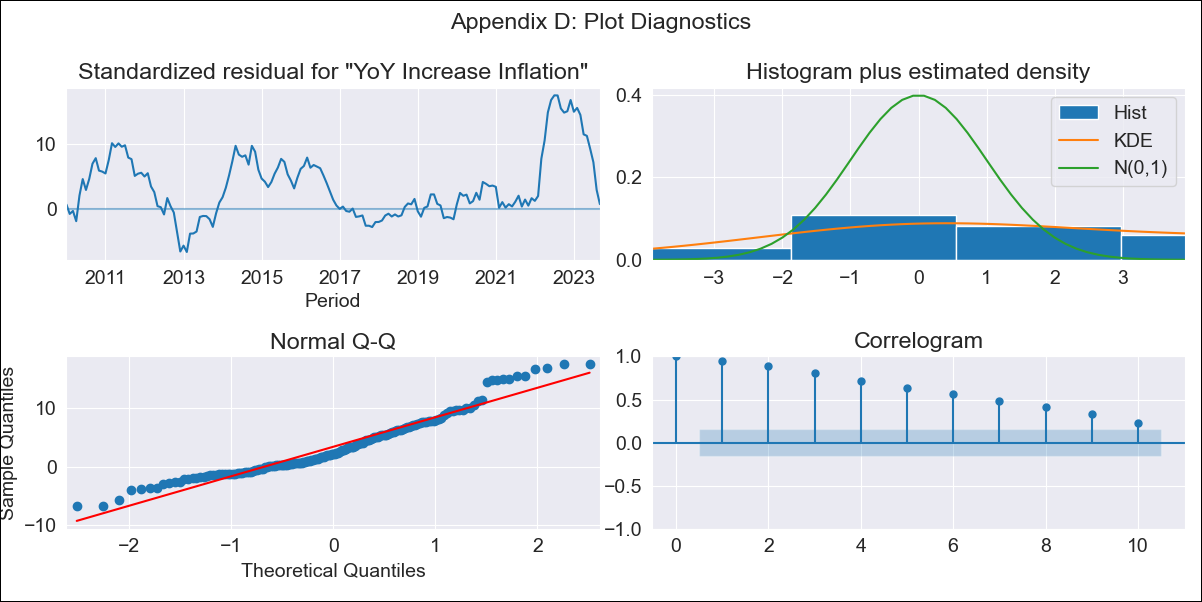 Appendix D: Plot Diagnostics
Standardized residual for "YoY Increase Inflation"
10
0
2011 2013 2015 2017 2019 2021 2023
Period
Histogram plus estimated density
0.4
0.2
0.0
Hist
KDE
N(0,1)
−3 −2 −1 0 1 2 3
Normal Q-Q
Sample Quantiles
10
0
−10
−2 −1 0 1 2
Theoretical Quantiles
Correlogram
1.0
0.5
0.0
−0.5
−1.0
0 2 4 6 8 10